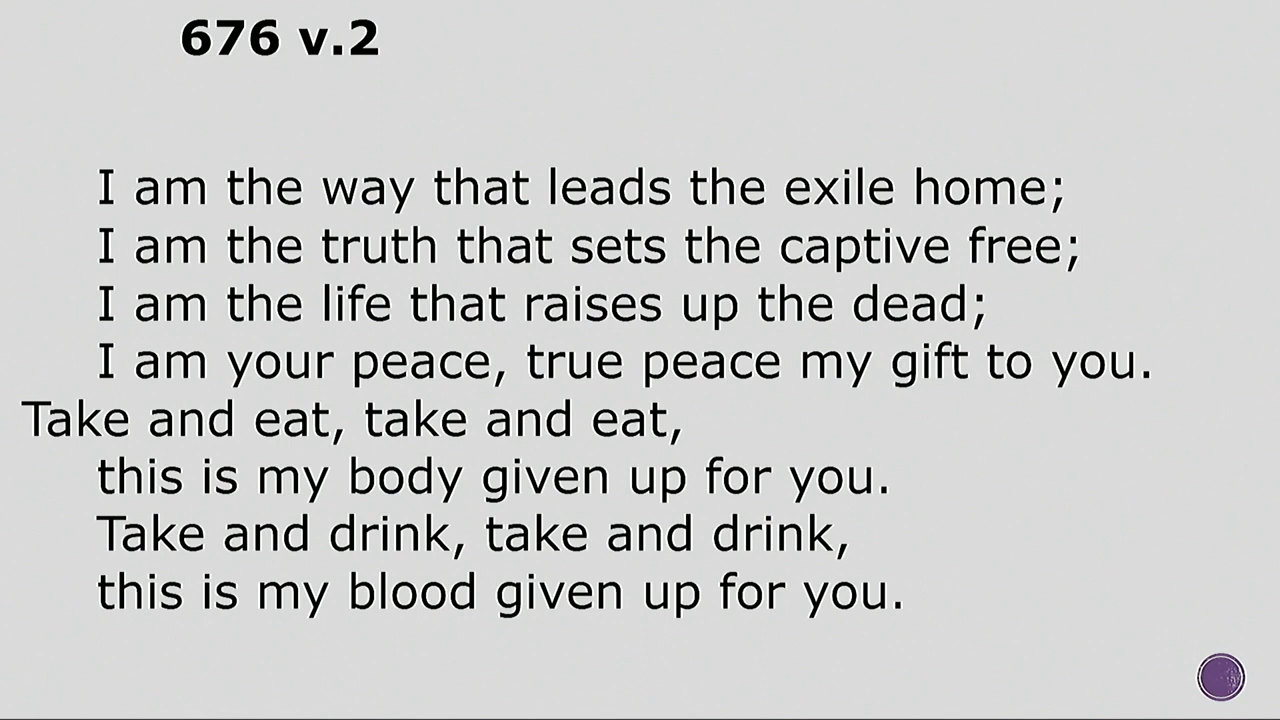 676 v.2
I am the way that leads the exile home;
I am the truth that sets the captive free;
I am the life that raises up the dead;
I am your peace, true peace my gift to you.
Take and eat, take and eat,
this is my body given up for you.
Take and drink, take and drink,
this is my blood given up for you.